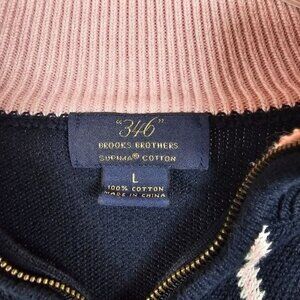 "346"
BROOKS BROTHERS
SUPIMA® COTTON
L
100% COTTON
MADE IN CHINA